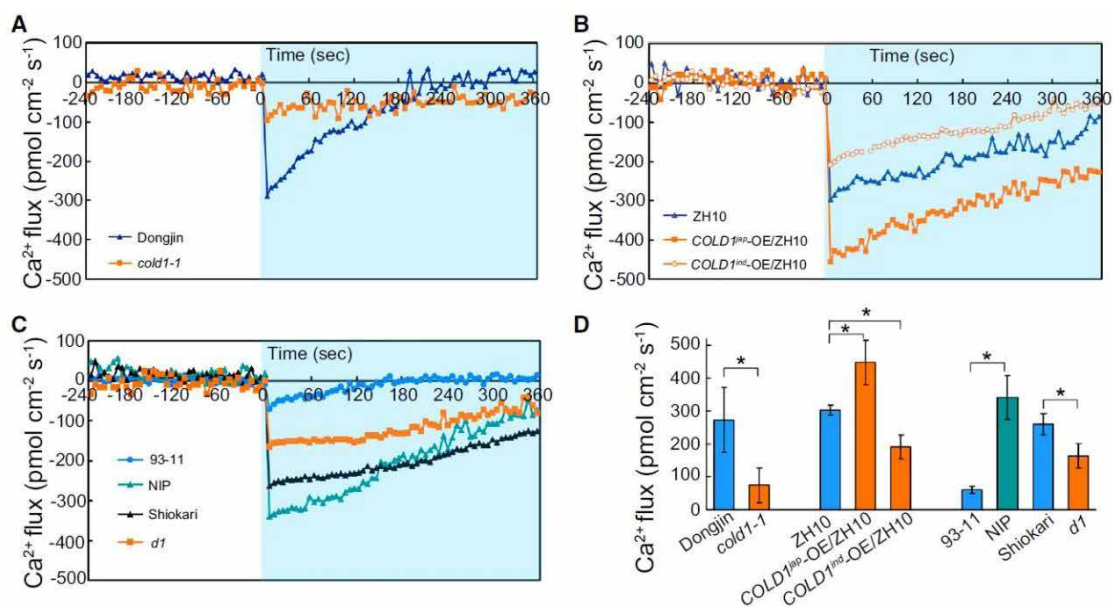 A
Ca²⁺ flux (pmol cm⁻² s⁻¹)
100
0
-100
-200
-300
-400
-500
Time (sec)
-240 -180 -120 -60 0 60 120 180 240 300 360
Dongjin
cold1-1
B
Ca²⁺ flux (pmol cm⁻² s⁻¹)
100
0
-100
-200
-300
-400
-500
Time (sec)
-240 -180 -120 -60 0 60 120 180 240 300 360
ZH10
COLD1ʲᵃᵖ-OE/ZH10
COLD1ⁱⁿᵈ-OE/ZH10
C
Ca²⁺ flux (pmol cm⁻² s⁻¹)
100
0
-100
-200
-300
-400
-500
Time (sec)
-240 -180 -120 -60 0 60 120 180 240 300 360
93-11
NIP
Shiokari
d1
D
Ca²⁺ flux (pmol cm⁻² s⁻¹)
500
400
300
200
100
0
* * * * *
Dongjin
cold1-1
ZH10
COLD1ʲᵃᵖ-OE/ZH10
COLD1ⁱⁿᵈ-OE/ZH10
93-11
NIP
Shiokari
d1